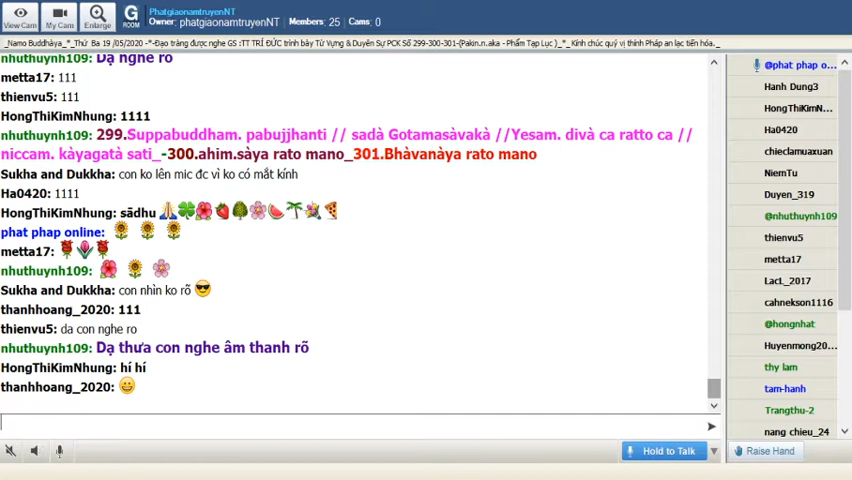 View Cam
My Cam
Enlarge
G
ROOM
PhatgiaonamtruyenNT
Owner: phatgiaonamtruyenNT Members: 25 Cams: 0
_Namo Buddhàya_*_Thứ Ba 19 /05/2020 -*-Đạo tràng được nghe GS :TT TRÍ ĐỨC trình bày Từ Vựng & Duyên Sự PCK Số 299-300-301-(Pakin.n.aka - Phẩm Tạp Lục )_*_ Kính chúc quý vị thính Pháp an lạc tiến hóa._
nhuthuynh109: Dạ nghe rõ
metta17: 111
thienvu5: 111
HongThiKimNhung: 1111
nhuthuynh109: 299.Suppabuddham. pabujjhanti // sadà Gotamasàvakà //Yesam. divà ca ratto ca //
niccam. kàyagatà sati_-300.ahim.sàya rato mano_301.Bhàvanàya rato mano
Sukha and Dukkha: con ko lên mic đc vì ko có mắt kính
Ha0420: 1111
HongThiKimNhung: sādhu
phat phap online:
metta17:
nhuthuynh109:
Sukha and Dukkha: con nhìn ko rõ
thanhhoang_2020: 111
thienvu5: da con nghe ro
nhuthuynh109: Dạ thưa con nghe âm thanh rõ
HongThiKimNhung: hí hí
thanhhoang_2020:
@phat phap o...
Hanh Dung3
HongThiKimN...
Ha0420
chieclamuaxuan
NiemTu
Duyen_319
@nhuthuynh109
thienvu5
metta17
LacL_2017
cahnekson1116
@hongnhat
Huyenmong20...
thy lam
tam-hanh
Trangthu-2
nang chieu_24
Hold to Talk
Raise Hand